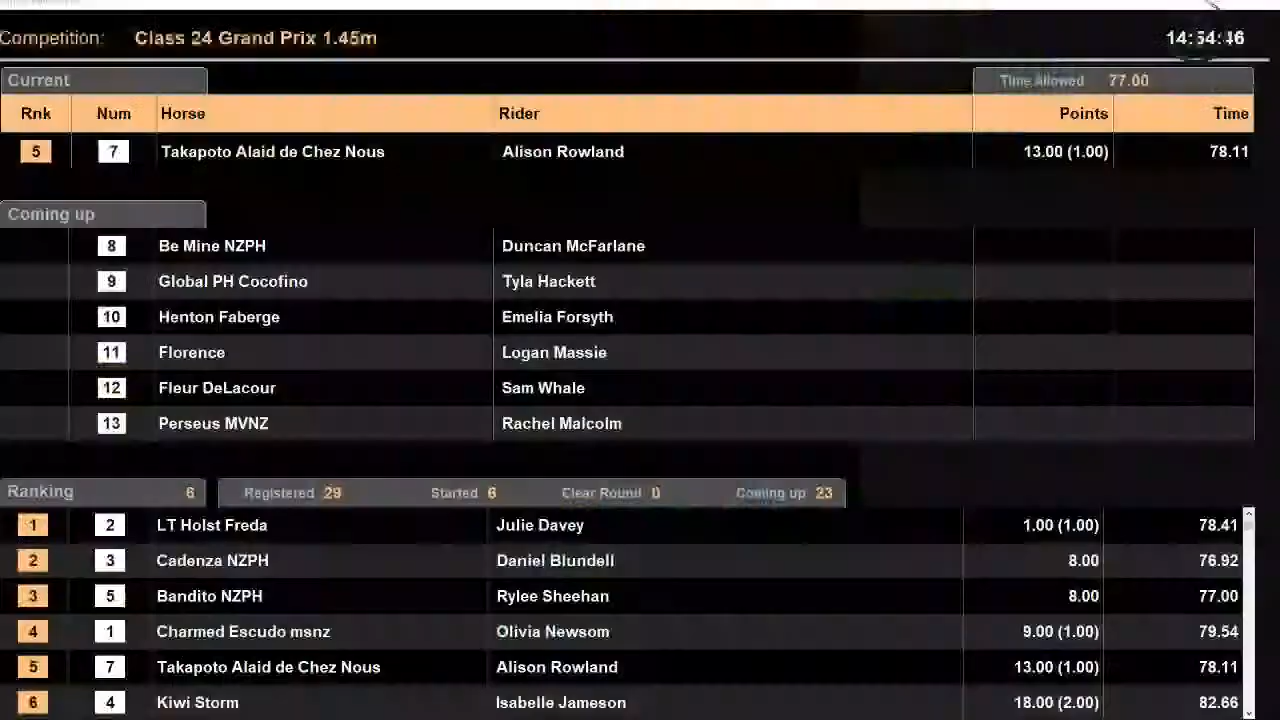 Competition: Class 24 Grand Prix 1.45m 14:54:46
Current Time Allowed 77.00
Rnk Num Horse Rider Points Time
5 7 Takapoto Alaid de Chez Nous Alison Rowland 13.00 (1.00) 78.11
Coming up
8 Be Mine NZPH Duncan McFarlane
9 Global PH Cocofino Tyla Hackett
10 Henton Faberge Emelia Forsyth
11 Florence Logan Massie
12 Fleur DeLacour Sam Whale
13 Perseus MVNZ Rachel Malcolm
Ranking 6 Registered 29 Started 6 Clear Round 0 Coming up 23
1 2 LT Holst Freda Julie Davey 1.00 (1.00) 78.41
2 3 Cadenza NZPH Daniel Blundell 8.00 76.92
3 5 Bandito NZPH Rylee Sheehan 8.00 77.00
4 1 Charmed Escudo msnz Olivia Newsom 9.00 (1.00) 79.54
5 7 Takapoto Alaid de Chez Nous Alison Rowland 13.00 (1.00) 78.11
6 4 Kiwi Storm Isabelle Jameson 18.00 (2.00) 82.66